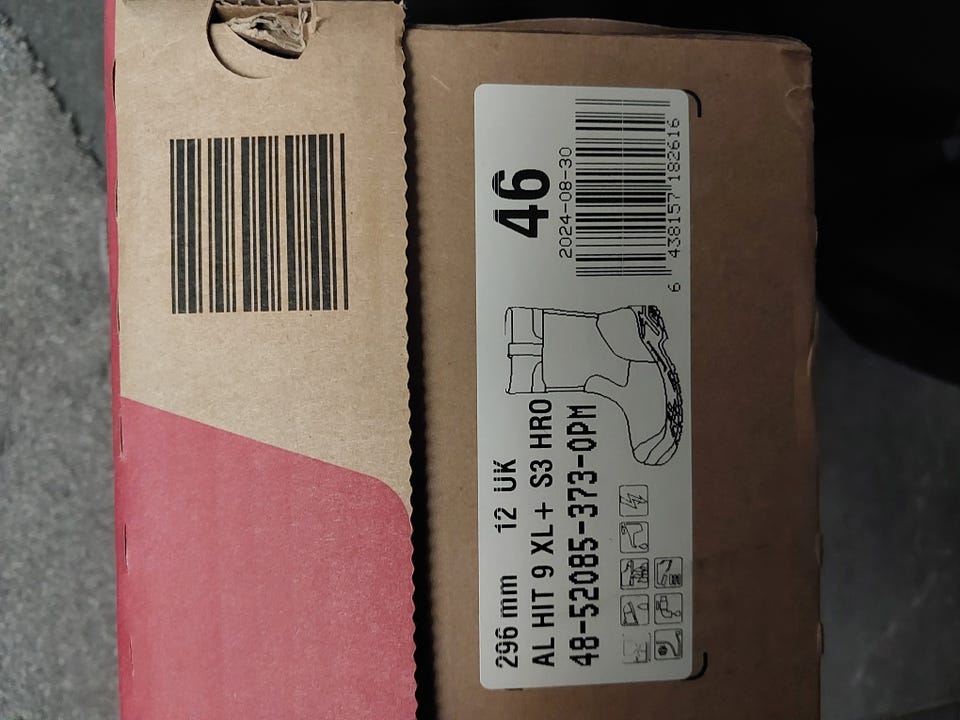 296 mm 12 UK
46
AL HIT 9 XL+ S3 HRO
2024-08-30
48-52085-373-0PM
6 438157 182616